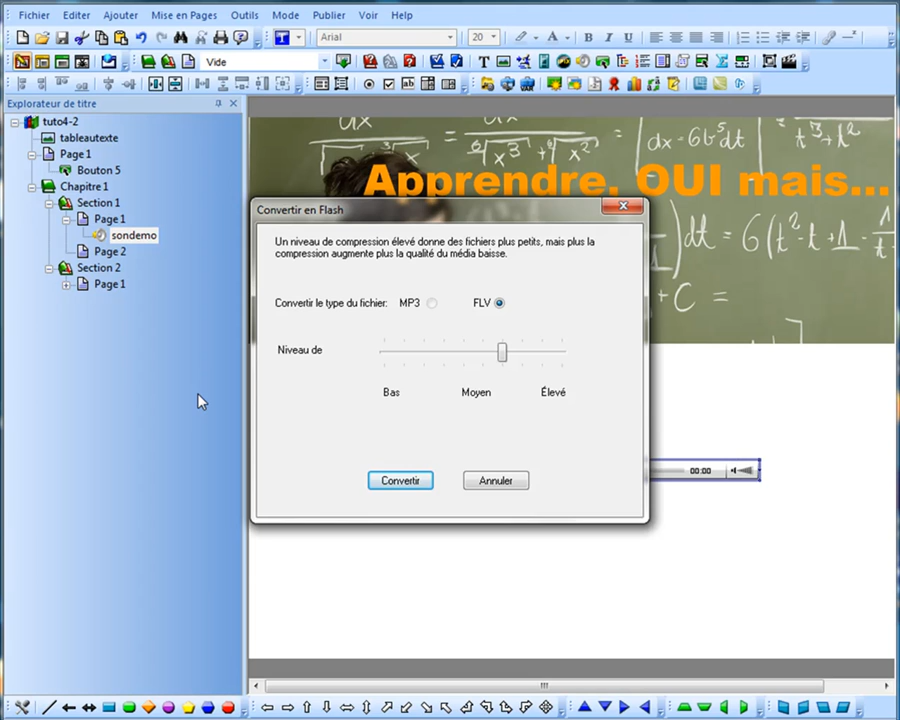 Fichier Editer Ajouter Mise en Pages Outils Mode Publier Voir Help
Arial 20
Vide
Explorateur de titre
tuto4-2
tableautexte
Page 1
Bouton 5
Chapitre 1
Section 1
Page 1
sondemo
Page 2
Section 2
Page 1
Apprendre, OUI mais...
Convertir en Flash
Un niveau de compression élevé donne des fichiers plus petits, mais plus la
compression augmente plus la qualité du média baisse.
Convertir le type du fichier: MP3 FLV
Niveau de
Bas Moyen Élevé
Convertir Annuler
00:00